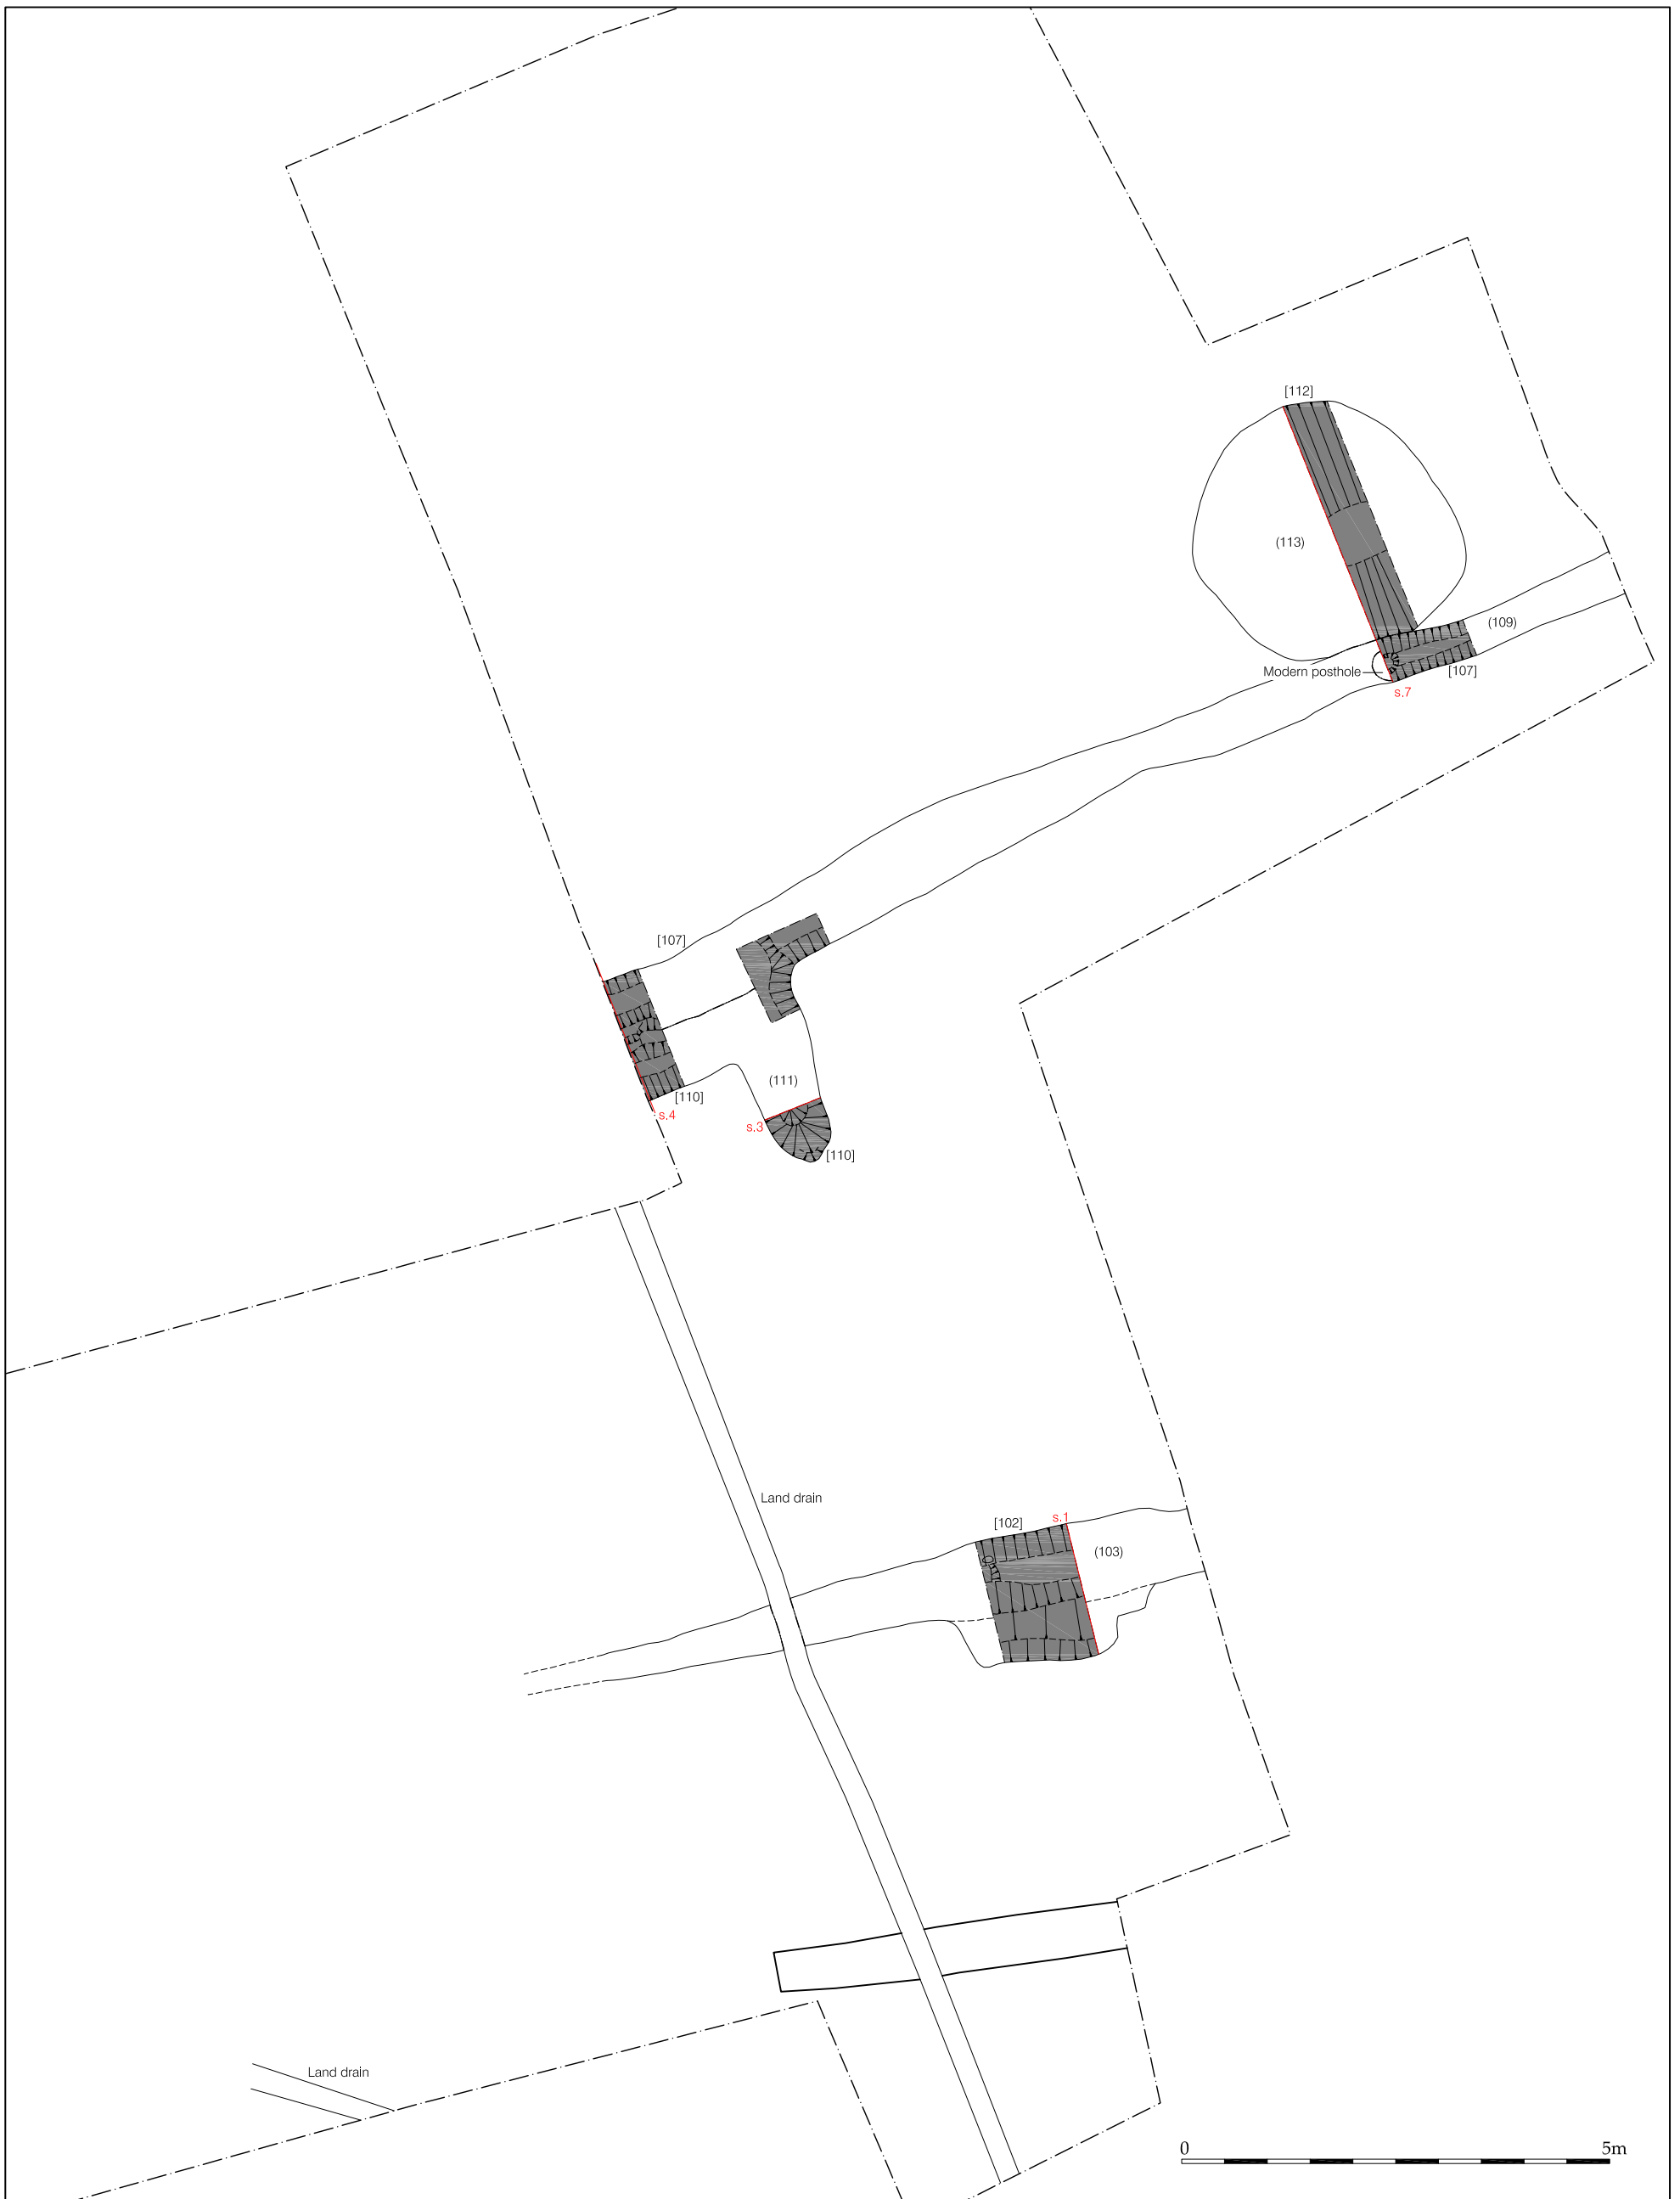 [112]
(113)
(109)
Modern posthole
[107]
s.7
[107]
(111)
[110]
s.4
s.3
[110]
Land drain
[102]
s.1
(103)
Land drain
0
5m